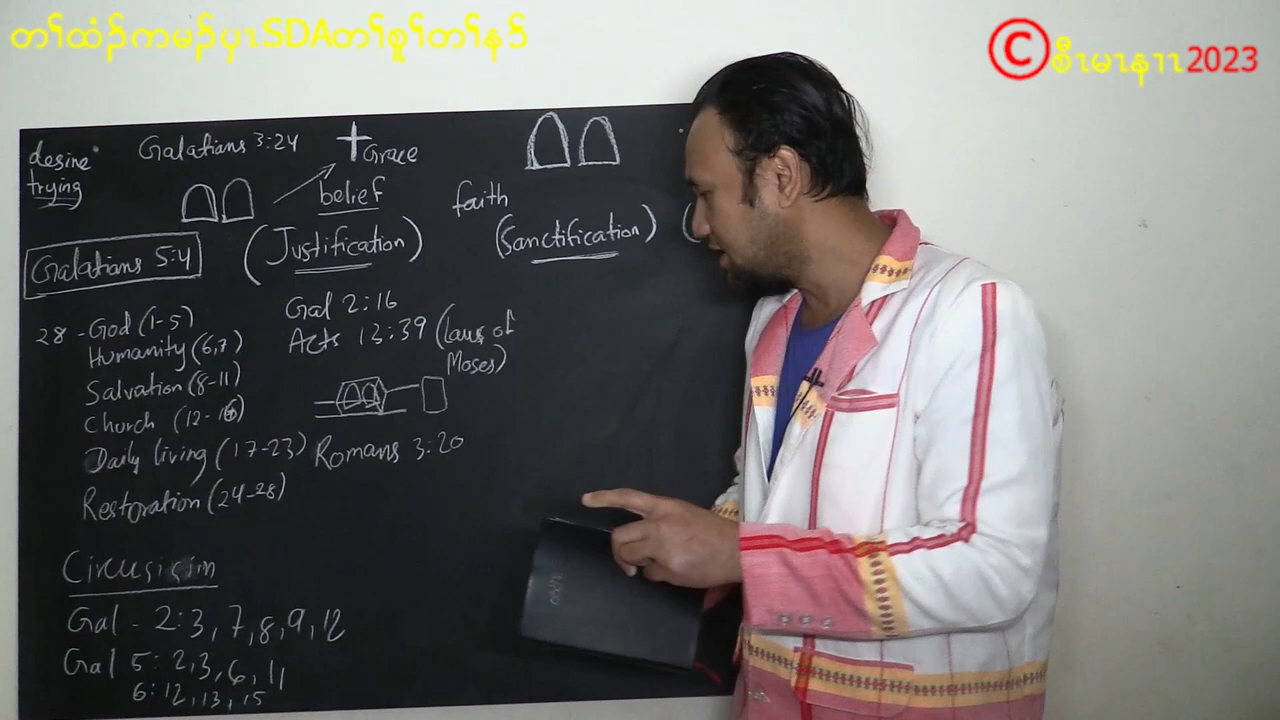 တၢ်ထံၣ်ကမၣ်ပှၤSDAတၢ်စူၢ်တၢ်နာ်
©စီၤမၤနၢၤ2023
desine
trying
Galatians 3:24
Grace
belief
faith
Galatians 5:4
(Justification)
(Sanctification) (
28 - God (1-5)
Humanity (6,7)
Salvation (8-11)
Church (12-16)
Daily living (17-23)
Restoration (24-28)
Gal 2:16
Acts 13:39 (laws of
Moses)
Romans 3:20
Circusisim
Gal - 2:3, 7, 8, 9, 12
Gal 5: 2, 3, 6, 11
6: 12, 13, 15